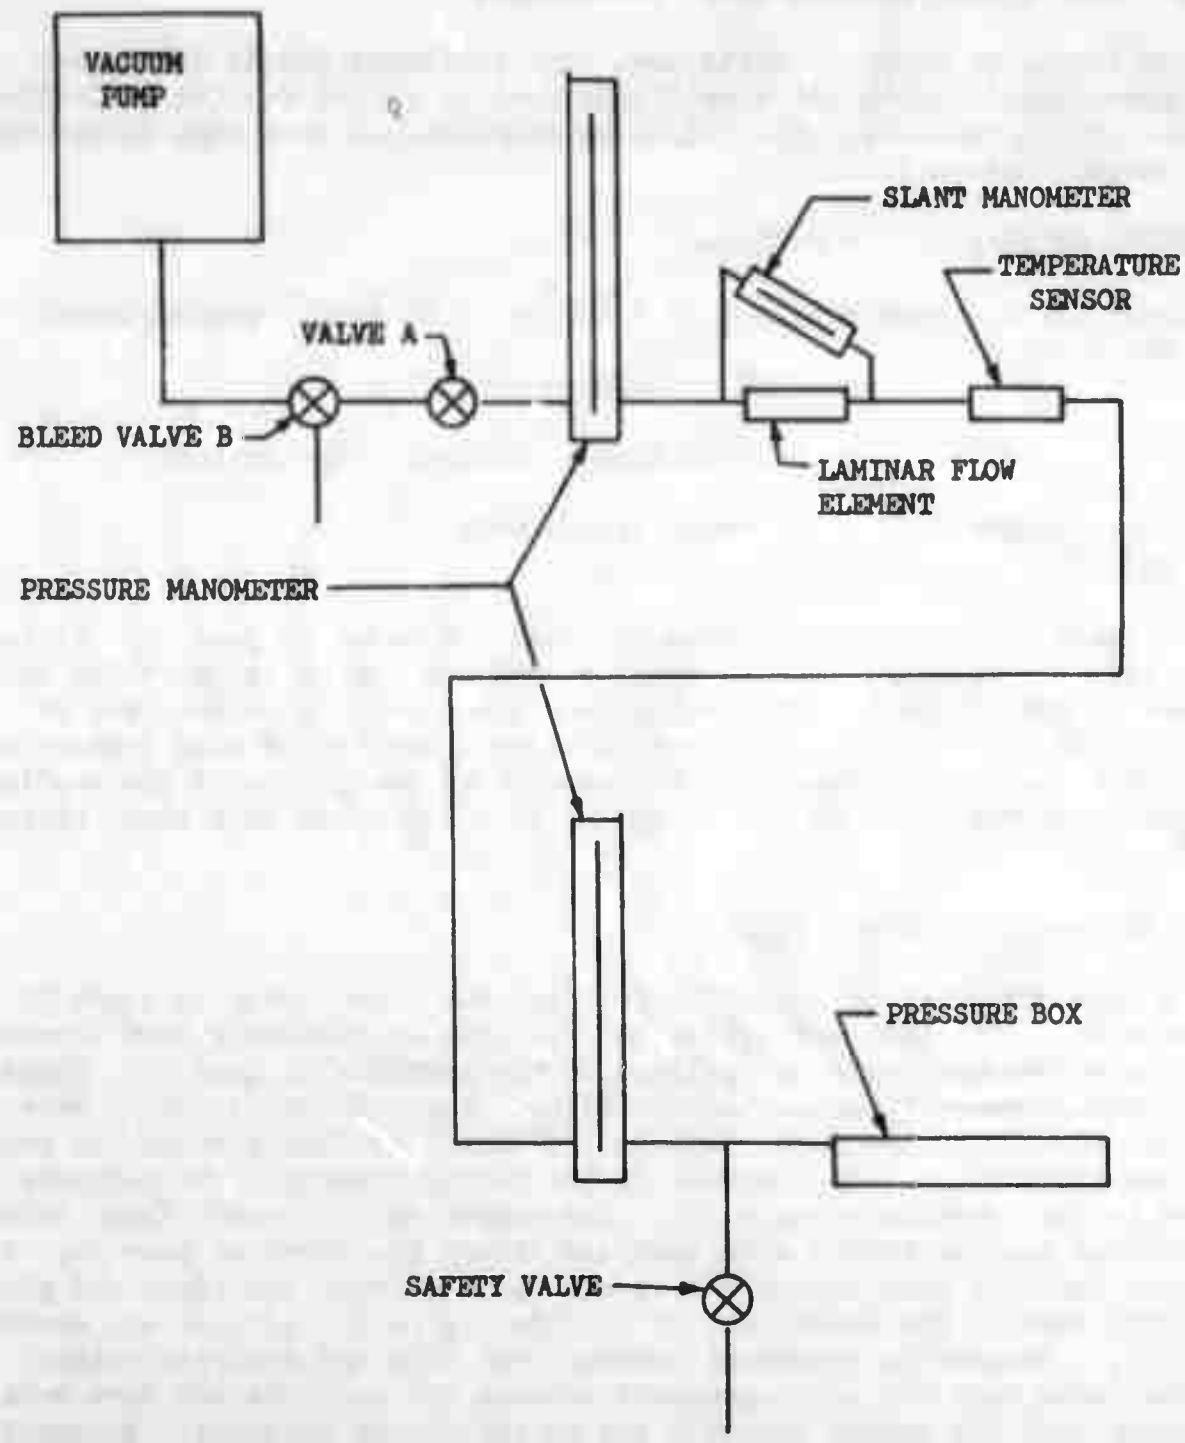 VACUUM
PUMP
SLANT MANOMETER
TEMPERATURE
SENSOR
VALVE A
BLEED VALVE B
LAMINAR FLOW
ELEMENT
PRESSURE MANOMETER
PRESSURE BOX
SAFETY VALVE